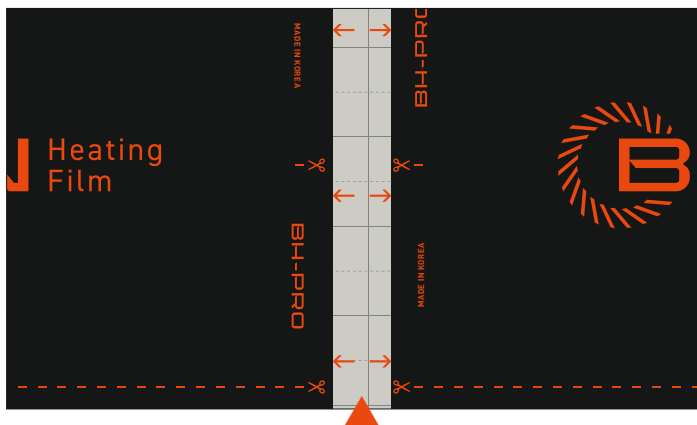 MADE IN KOREA
BH-PRO
Heating
Film
B
BH-PRO
MADE IN KOREA